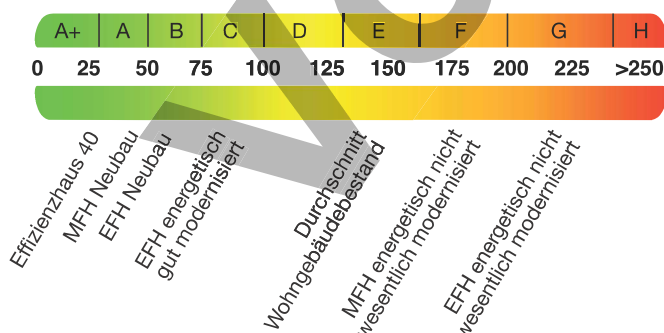 A+ A B C D E F G H
0 25 50 75 100 125 150 175 200 225 >250
Effizienzhaus 40
MFH Neubau
EFH Neubau
EFH energetisch
gut modernisiert
Durchschnitt
Wohngebäudebestand
MFH energetisch nicht
wesentlich modernisiert
EFH energetisch nicht
wesentlich modernisiert